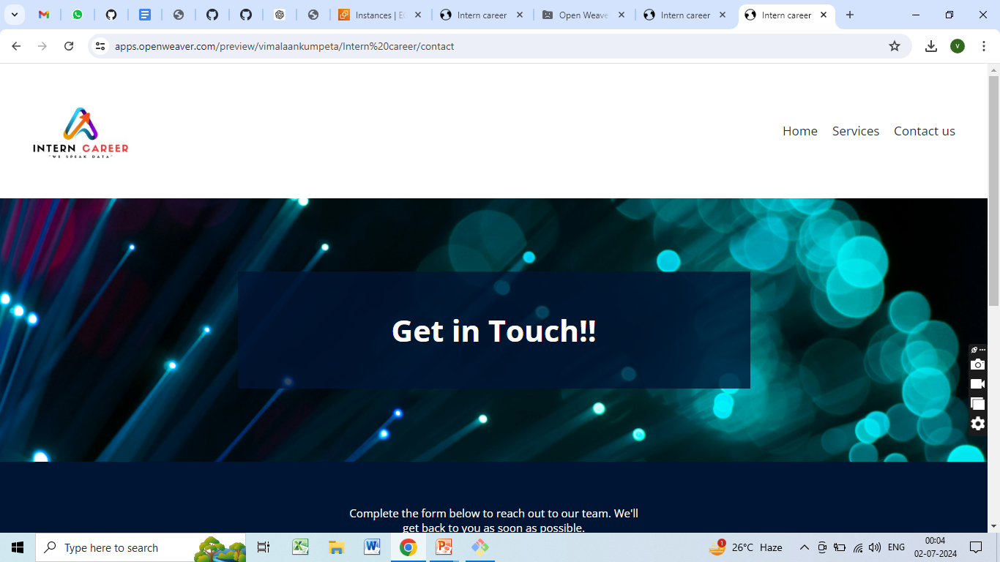 Instances | EC
Intern career
Open Weave
Intern career
Intern career
apps.openweaver.com/preview/vimalaankumpeta/Intern%20career/contact
V
INTERN CAREER
"WE SPEAK DATA"
Home Services Contact us
Get in Touch!!
Complete the form below to reach out to our team. We'll
get back to you as soon as possible.
Type here to search
1
26°C Haze
ENG
00:04
02-07-2024